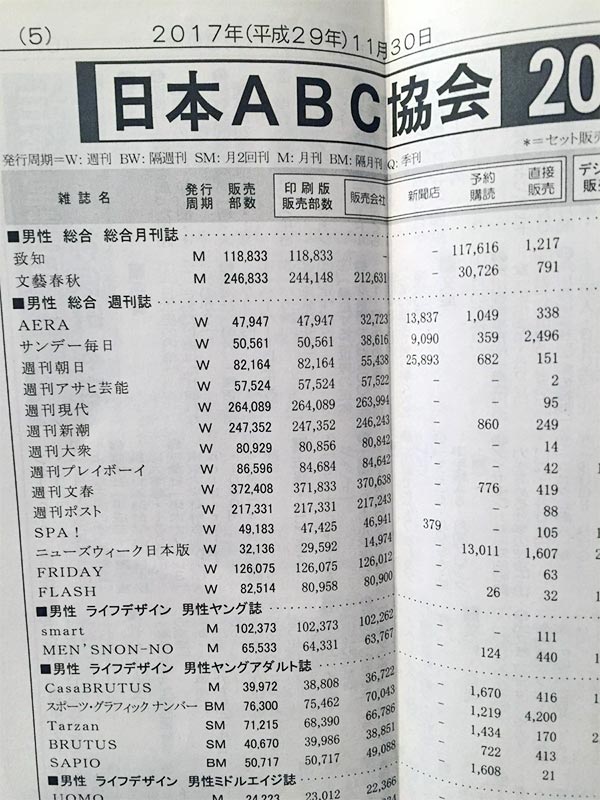 (5) 2017年(平成29年)11月30日
日本ABC協会 20
*=セット販売
発行周期=W: 週刊 BW: 隔週刊 SM: 月2回刊 M: 月刊 BM: 隔月刊 Q: 季刊
雑誌名 発行周期 販売部数 印刷版販売部数 販売会社 新聞店 予約購読 直接販売 デジ
■男性 総合 総合月刊誌
致知 M 118,833 118,833 - - 117,616 1,217
文藝春秋 M 246,833 244,148 212,631 - 30,726 791
■男性 総合 週刊誌
AERA W 47,947 47,947 32,723 13,837 1,049 338
サンデー毎日 W 50,561 50,561 38,616 9,090 359 2,496
週刊朝日 W 82,164 82,164 55,438 25,893 682 151
週刊アサヒ芸能 W 57,524 57,524 57,522 - - 2
週刊現代 W 264,089 264,089 263,994 - - 95
週刊新潮 W 247,352 247,352 246,243 - 860 249
週刊大衆 W 80,929 80,856 80,842 - - 14
週刊プレイボーイ W 86,596 84,684 84,642 - - 42
週刊文春 W 372,408 371,833 370,638 - 776 419
週刊ポスト W 217,331 217,331 217,243 - - 88
SPA! W 49,183 47,425 46,941 379 - 105
ニューズウィーク日本版 W 32,136 29,592 14,974 - 13,011 1,607
FRIDAY W 126,075 126,075 126,012 - - 63
FLASH W 82,514 80,958 80,900 - 26 32
■男性 ライフデザイン 男性ヤング誌
smart M 102,373 102,373 102,262 - - 111
MEN'SNON-NO M 65,533 64,331 63,767 - 124 440
■男性 ライフデザイン 男性ヤングアダルト誌
CasaBRUTUS M 39,972 38,808 36,722 - 1,670 416
スポーツ・グラフィック ナンバー BM 76,300 75,462 70,043 - 1,219 4,200
Tarzan SM 71,215 68,390 66,786 - 1,434 170
BRUTUS SM 40,670 39,986 38,851 - 722 413
SAPIO BM 50,717 50,717 49,088 - 1,608 21
■男性 ライフデザイン 男性ミドルエイジ誌
UOMO M 24,223 23,012 22,366